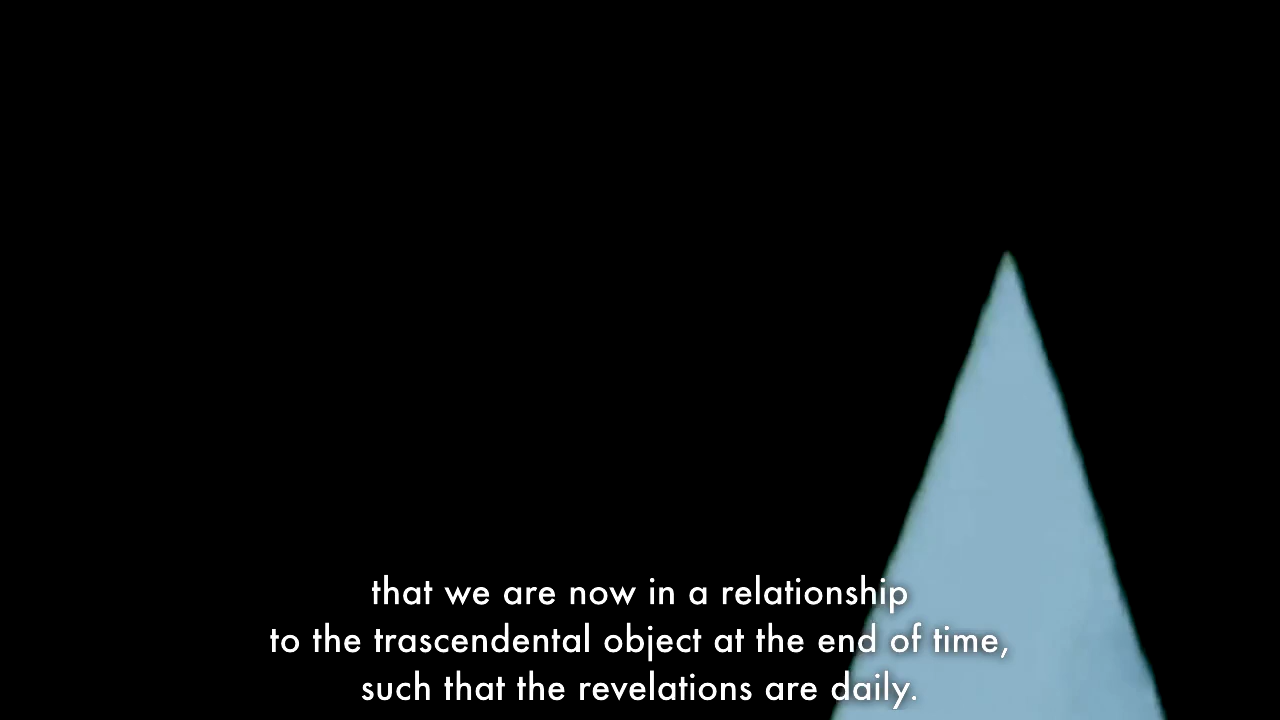 that we are now in a relationship
to the trascendental object at the end of time,
such that the revelations are daily.